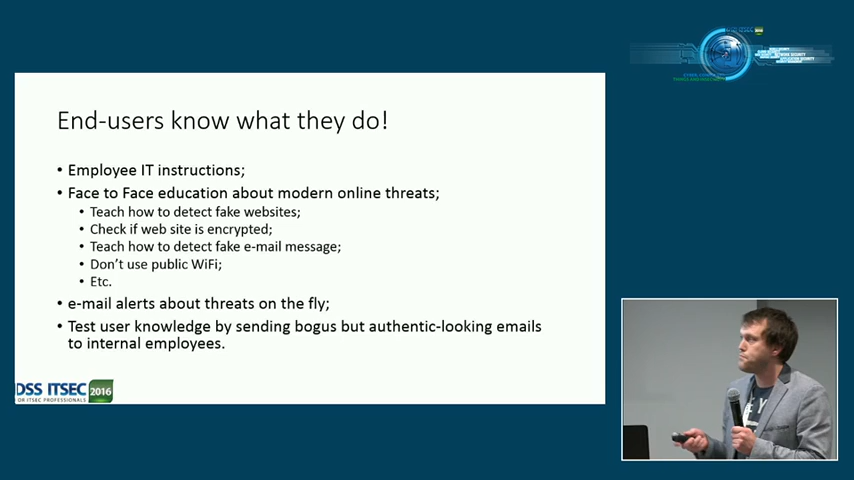 End-users know what they do!
• Employee IT instructions;
• Face to Face education about modern online threats;
• Teach how to detect fake websites;
• Check if web site is encrypted;
• Teach how to detect fake e-mail message;
• Don't use public WiFi;
• Etc.
• e-mail alerts about threats on the fly;
• Test user knowledge by sending bogus but authentic-looking emails
to internal employees.
DSS ITSEC 2016
OR ITSEC PROFESSIONALS